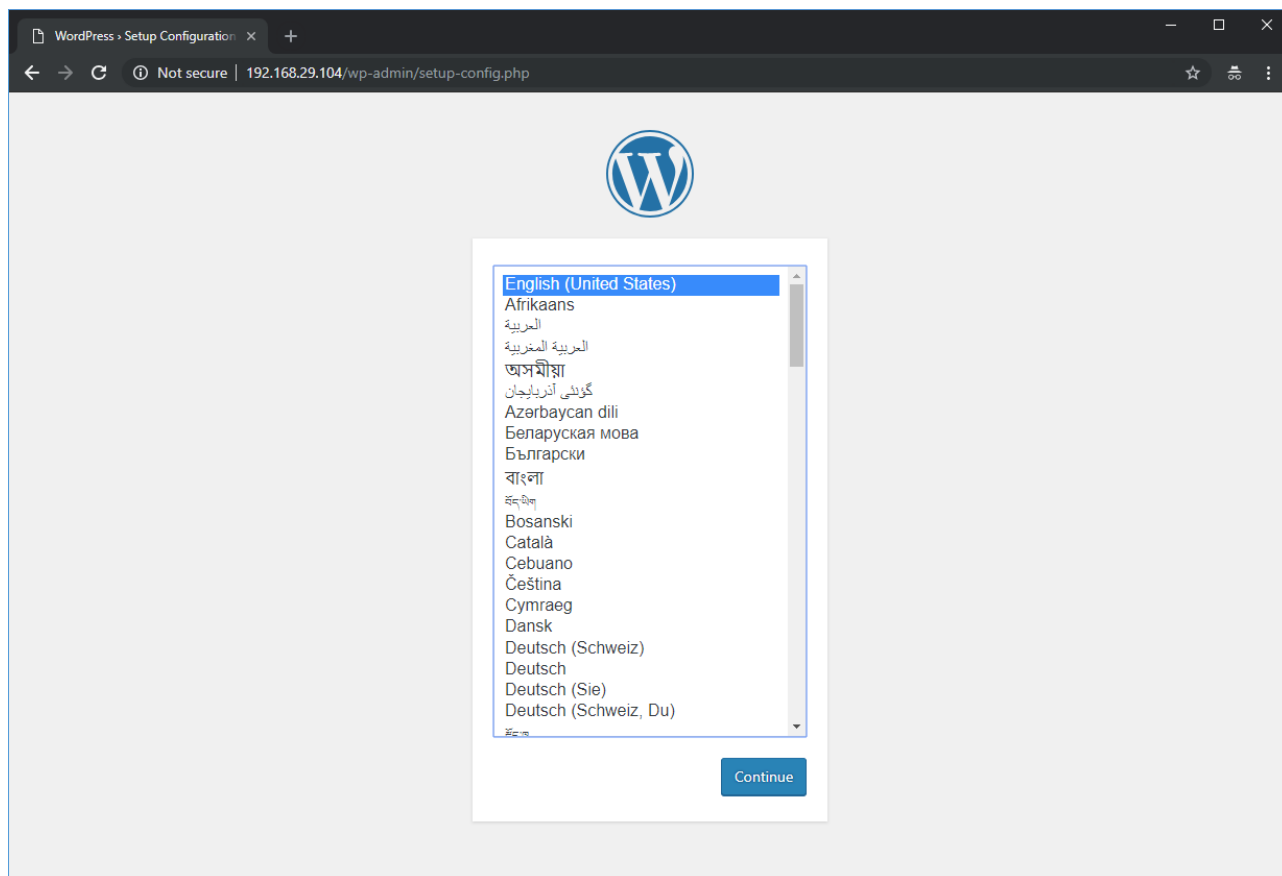 WordPress › Setup Configuration
Not secure | 192.168.29.104/wp-admin/setup-config.php
English (United States)
Afrikaans
العربية
العربية المغربية
অসমীয়া
گؤنئی آذربایجان
Azərbaycan dili
Беларуская мова
Български
বাংলা
བོད་ཡིག
Bosanski
Català
Cebuano
Čeština
Cymraeg
Dansk
Deutsch (Schweiz)
Deutsch
Deutsch (Sie)
Deutsch (Schweiz, Du)
Continue